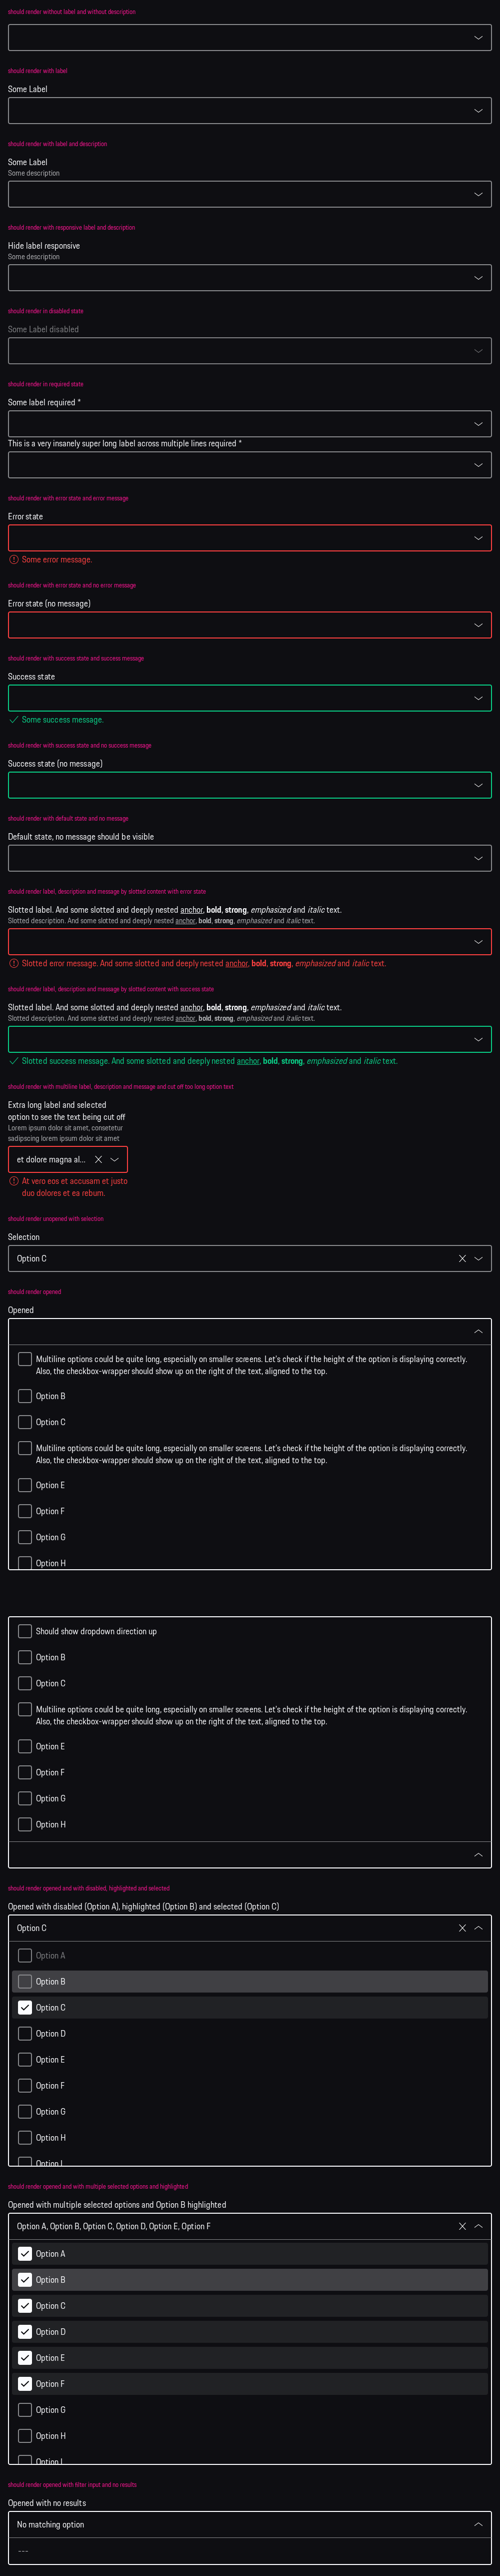 should render without label and without description
should render with label
Some Label
should render with label and description
Some Label
Some description
should render with responsive label and description
Hide label responsive
Some description
should render in disabled state
Some Label disabled
should render in required state
Some label required *
This is a very insanely super long label across multiple lines required *
should render with error state and error message
Error state
Some error message.
should render with error state and no error message
Error state (no message)
should render with success state and success message
Success state
Some success message.
should render with success state and no success message
Success state (no message)
should render with default state and no message
Default state, no message should be visible
should render label, description and message by slotted content with error state
Slotted label. And some slotted and deeply nested anchor, bold, strong, emphasized and italic text.
Slotted description. And some slotted and deeply nested anchor, bold, strong, emphasized and italic text.
Slotted error message. And some slotted and deeply nested anchor, bold, strong, emphasized and italic text.
should render label, description and message by slotted content with success state
Slotted label. And some slotted and deeply nested anchor, bold, strong, emphasized and italic text.
Slotted description. And some slotted and deeply nested anchor, bold, strong, emphasized and italic text.
Slotted success message. And some slotted and deeply nested anchor, bold, strong, emphasized and italic text.
should render with multiline label, description and message and cut off too long option text
Extra long label and selected
option to see the text being cut off
Lorem ipsum dolor sit amet, consetetur
sadipscing lorem ipsum dolor sit amet
et dolore magna al...
At vero eos et accusam et justo
duo dolores et ea rebum.
should render unopened with selection
Selection
Option C
should render opened
Opened
Multiline options could be quite long, especially on smaller screens. Let's check if the height of the option is displaying correctly.
Also, the checkbox-wrapper should show up on the right of the text, aligned to the top.
Option B
Option C
Multiline options could be quite long, especially on smaller screens. Let's check if the height of the option is displaying correctly.
Also, the checkbox-wrapper should show up on the right of the text, aligned to the top.
Option E
Option F
Option G
Option H
Should show dropdown direction up
Option B
Option C
Multiline options could be quite long, especially on smaller screens. Let's check if the height of the option is displaying correctly.
Also, the checkbox-wrapper should show up on the right of the text, aligned to the top.
Option E
Option F
Option G
Option H
should render opened and with disabled, highlighted and selected
Opened with disabled (Option A), highlighted (Option B) and selected (Option C)
Option C
Option A
Option B
Option C
Option D
Option E
Option F
Option G
Option H
Option I
should render opened and with multiple selected options and highlighted
Opened with multiple selected options and Option B highlighted
Option A, Option B, Option C, Option D, Option E, Option F
Option A
Option B
Option C
Option D
Option E
Option F
Option G
Option H
Option I
should render opened with filter input and no results
Opened with no results
No matching option
---